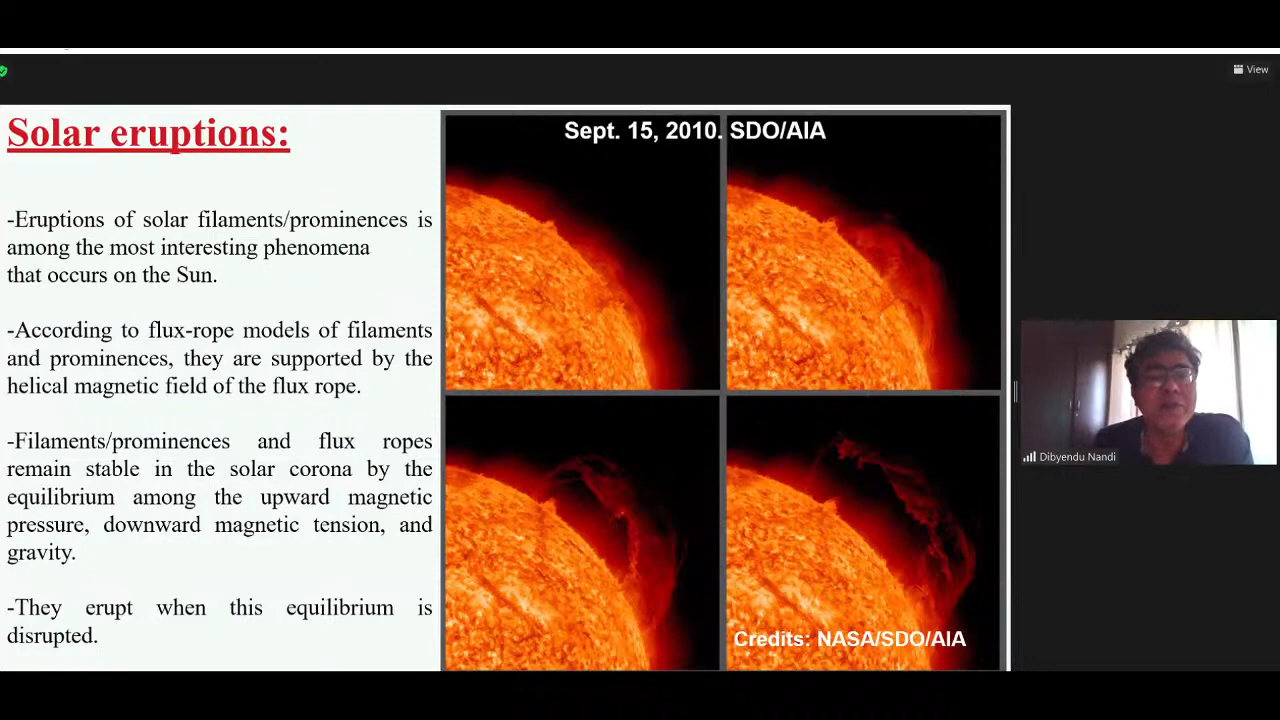 View
Solar eruptions:
Sept. 15, 2010. SDO/AIA
-Eruptions of solar filaments/prominences is
among the most interesting phenomena
that occurs on the Sun.
-According to flux-rope models of filaments
and prominences, they are supported by the
helical magnetic field of the flux rope.
-Filaments/prominences and flux ropes
remain stable in the solar corona by the
equilibrium among the upward magnetic
pressure, downward magnetic tension, and
gravity.
-They erupt when this equilibrium is
disrupted.
Credits: NASA/SDO/AIA
Dibyendu Nandi